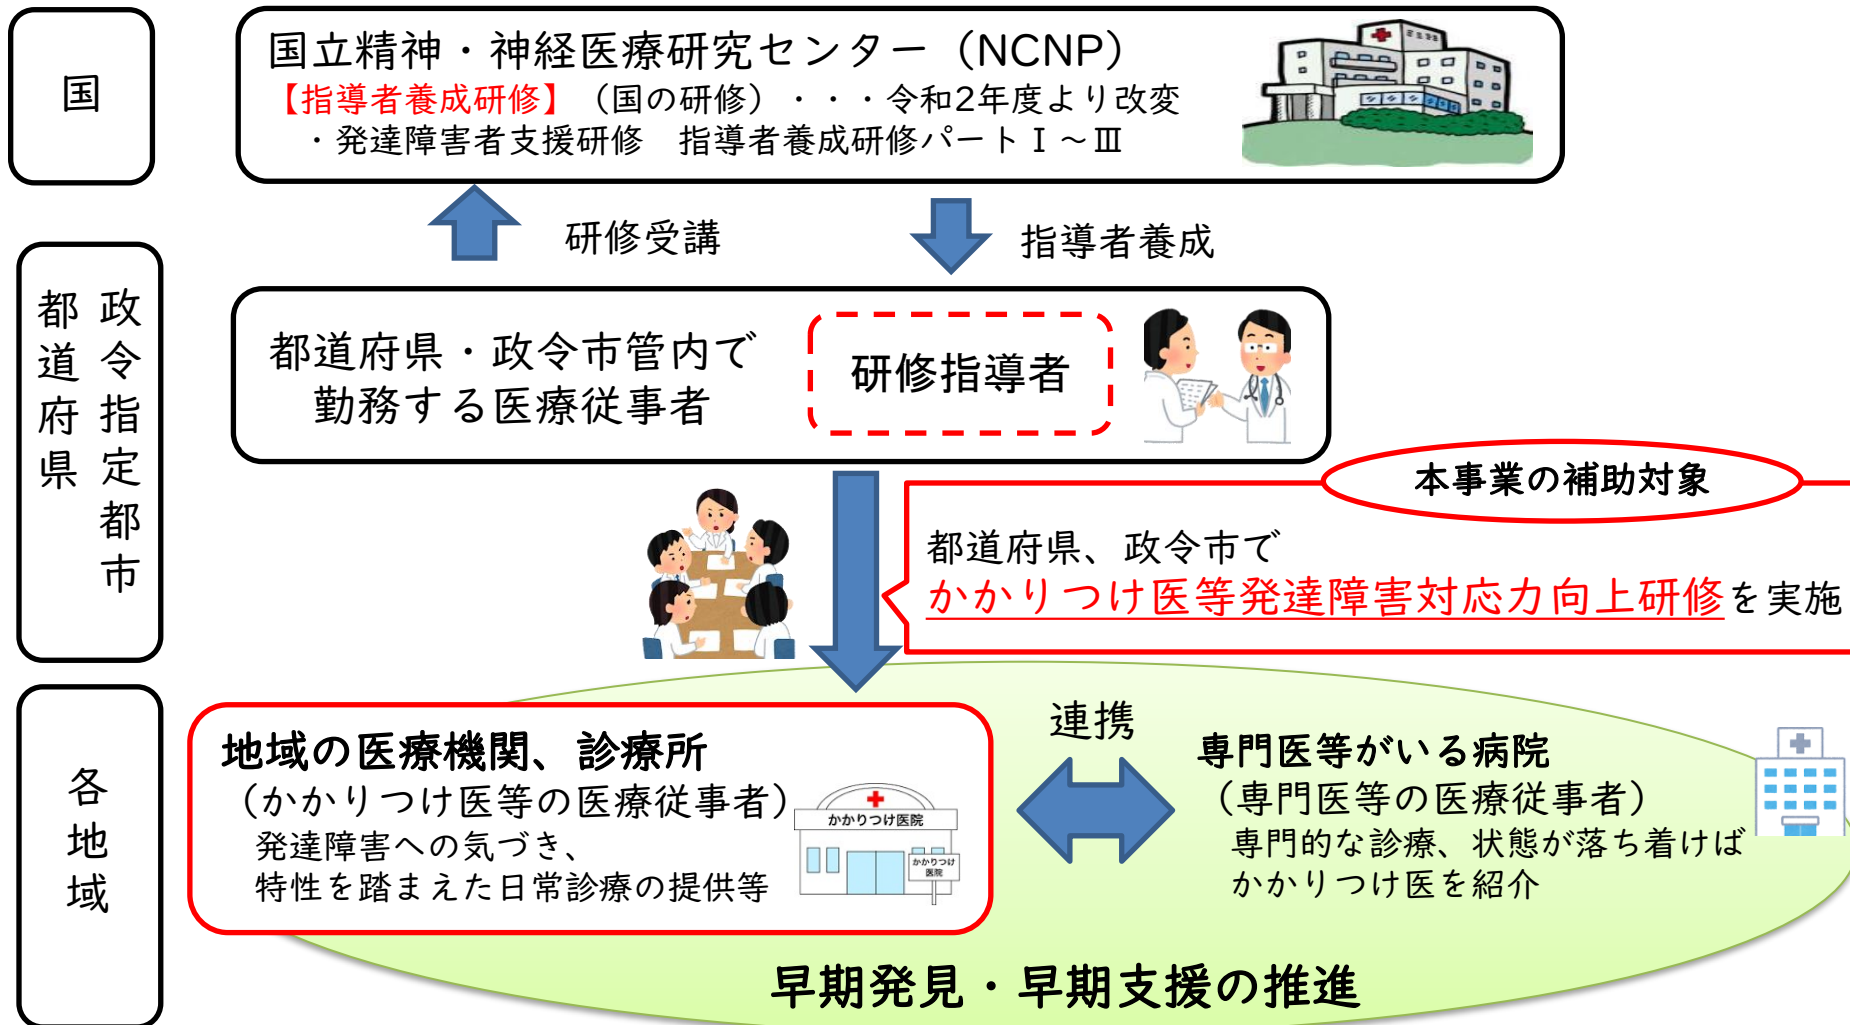 国
国立精神・神経医療研究センター（NCNP）
【指導者養成研修】（国の研修）・・・令和2年度より改変
・発達障害者支援研修　指導者養成研修パートⅠ～Ⅲ
研修受講
指導者養成
政令指定都市
都道府県
都道府県・政令市管内で
勤務する医療従事者
研修指導者
本事業の補助対象
都道府県、政令市で
かかりつけ医等発達障害対応力向上研修を実施
各地域
地域の医療機関、診療所
（かかりつけ医等の医療従事者）
発達障害への気づき、
特性を踏まえた日常診療の提供等
かかりつけ医院
かかりつけ
医院
連携
専門医等がいる病院
（専門医等の医療従事者）
専門的な診療、状態が落ち着けば
かかりつけ医を紹介
早期発見・早期支援の推進